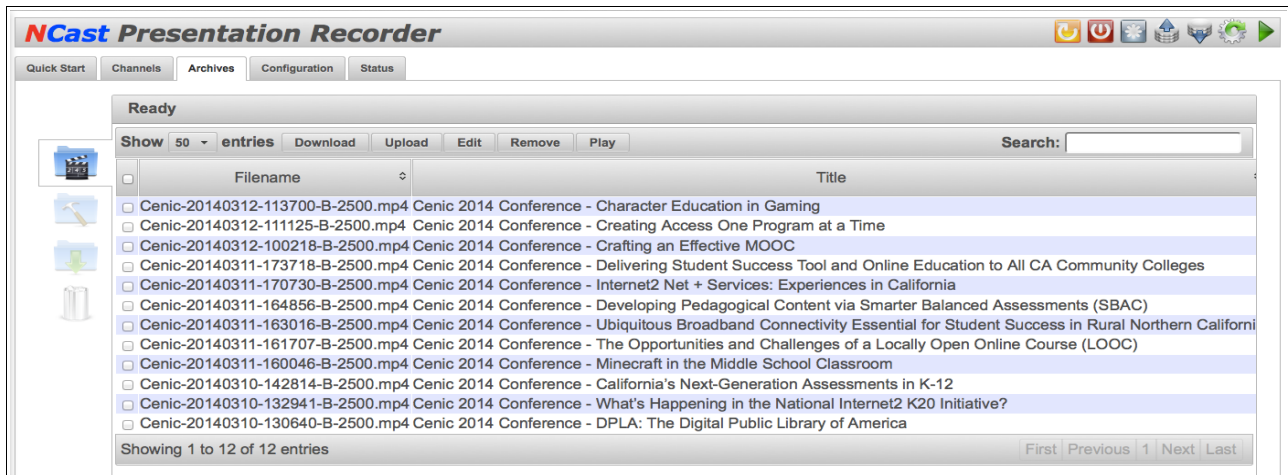 NCast Presentation Recorder
Quick Start Channels Archives Configuration Status
Ready
Show 50 entries Download Upload Edit Remove Play Search:
Filename Title
Cenic-20140312-113700-B-2500.mp4 Cenic 2014 Conference - Character Education in Gaming
Cenic-20140312-111125-B-2500.mp4 Cenic 2014 Conference - Creating Access One Program at a Time
Cenic-20140312-100218-B-2500.mp4 Cenic 2014 Conference - Crafting an Effective MOOC
Cenic-20140311-173718-B-2500.mp4 Cenic 2014 Conference - Delivering Student Success Tool and Online Education to All CA Community Colleges
Cenic-20140311-170730-B-2500.mp4 Cenic 2014 Conference - Internet2 Net + Services: Experiences in California
Cenic-20140311-164856-B-2500.mp4 Cenic 2014 Conference - Developing Pedagogical Content via Smarter Balanced Assessments (SBAC)
Cenic-20140311-163016-B-2500.mp4 Cenic 2014 Conference - Ubiquitous Broadband Connectivity Essential for Student Success in Rural Northern Californi
Cenic-20140311-161707-B-2500.mp4 Cenic 2014 Conference - The Opportunities and Challenges of a Locally Open Online Course (LOOC)
Cenic-20140311-160046-B-2500.mp4 Cenic 2014 Conference - Minecraft in the Middle School Classroom
Cenic-20140310-142814-B-2500.mp4 Cenic 2014 Conference - California's Next-Generation Assessments in K-12
Cenic-20140310-132941-B-2500.mp4 Cenic 2014 Conference - What's Happening in the National Internet2 K20 Initiative?
Cenic-20140310-130640-B-2500.mp4 Cenic 2014 Conference - DPLA: The Digital Public Library of America
Showing 1 to 12 of 12 entries First Previous 1 Next Last